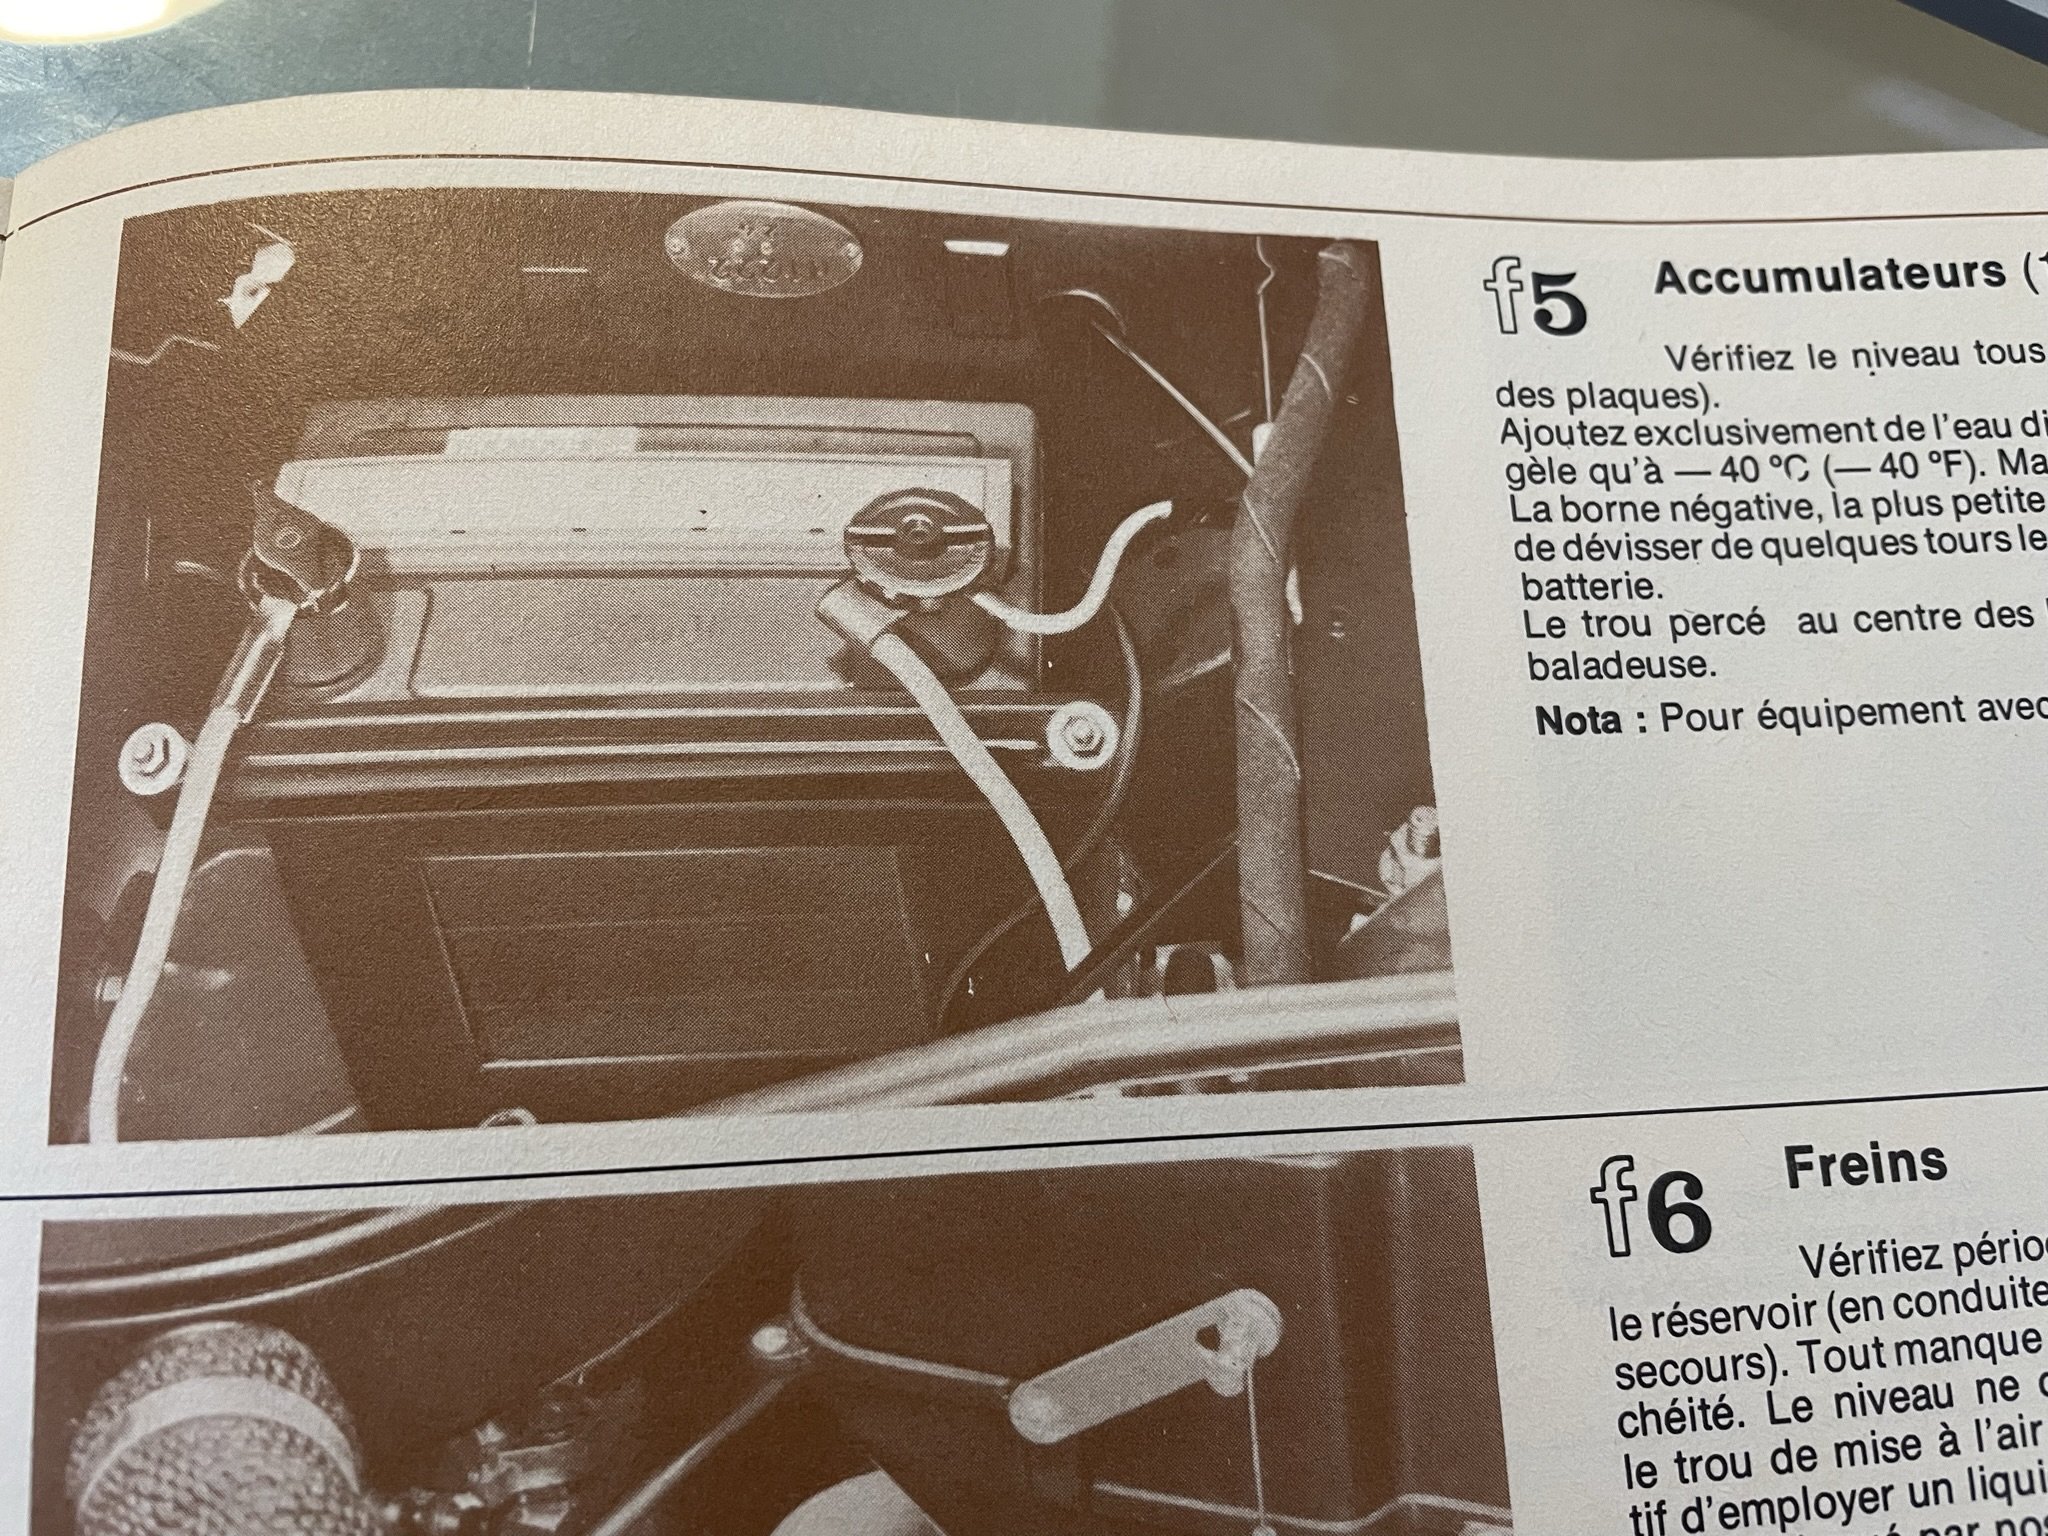 f5 Accumulateurs (
Vérifiez le niveau tous
des plaques).
Ajoutez exclusivement de l'eau di
gèle qu'à — 40 °C (— 40 °F). Ma
La borne négative, la plus petite
de dévisser de quelques tours le
batterie.
Le trou percé au centre des
baladeuse.
Nota : Pour équipement avec
f6 Freins
Vérifiez pério
le réservoir (en conduite
secours). Tout manque
chéité. Le niveau ne
le trou de mise à l'air
tif d'employer un liqui
par nos